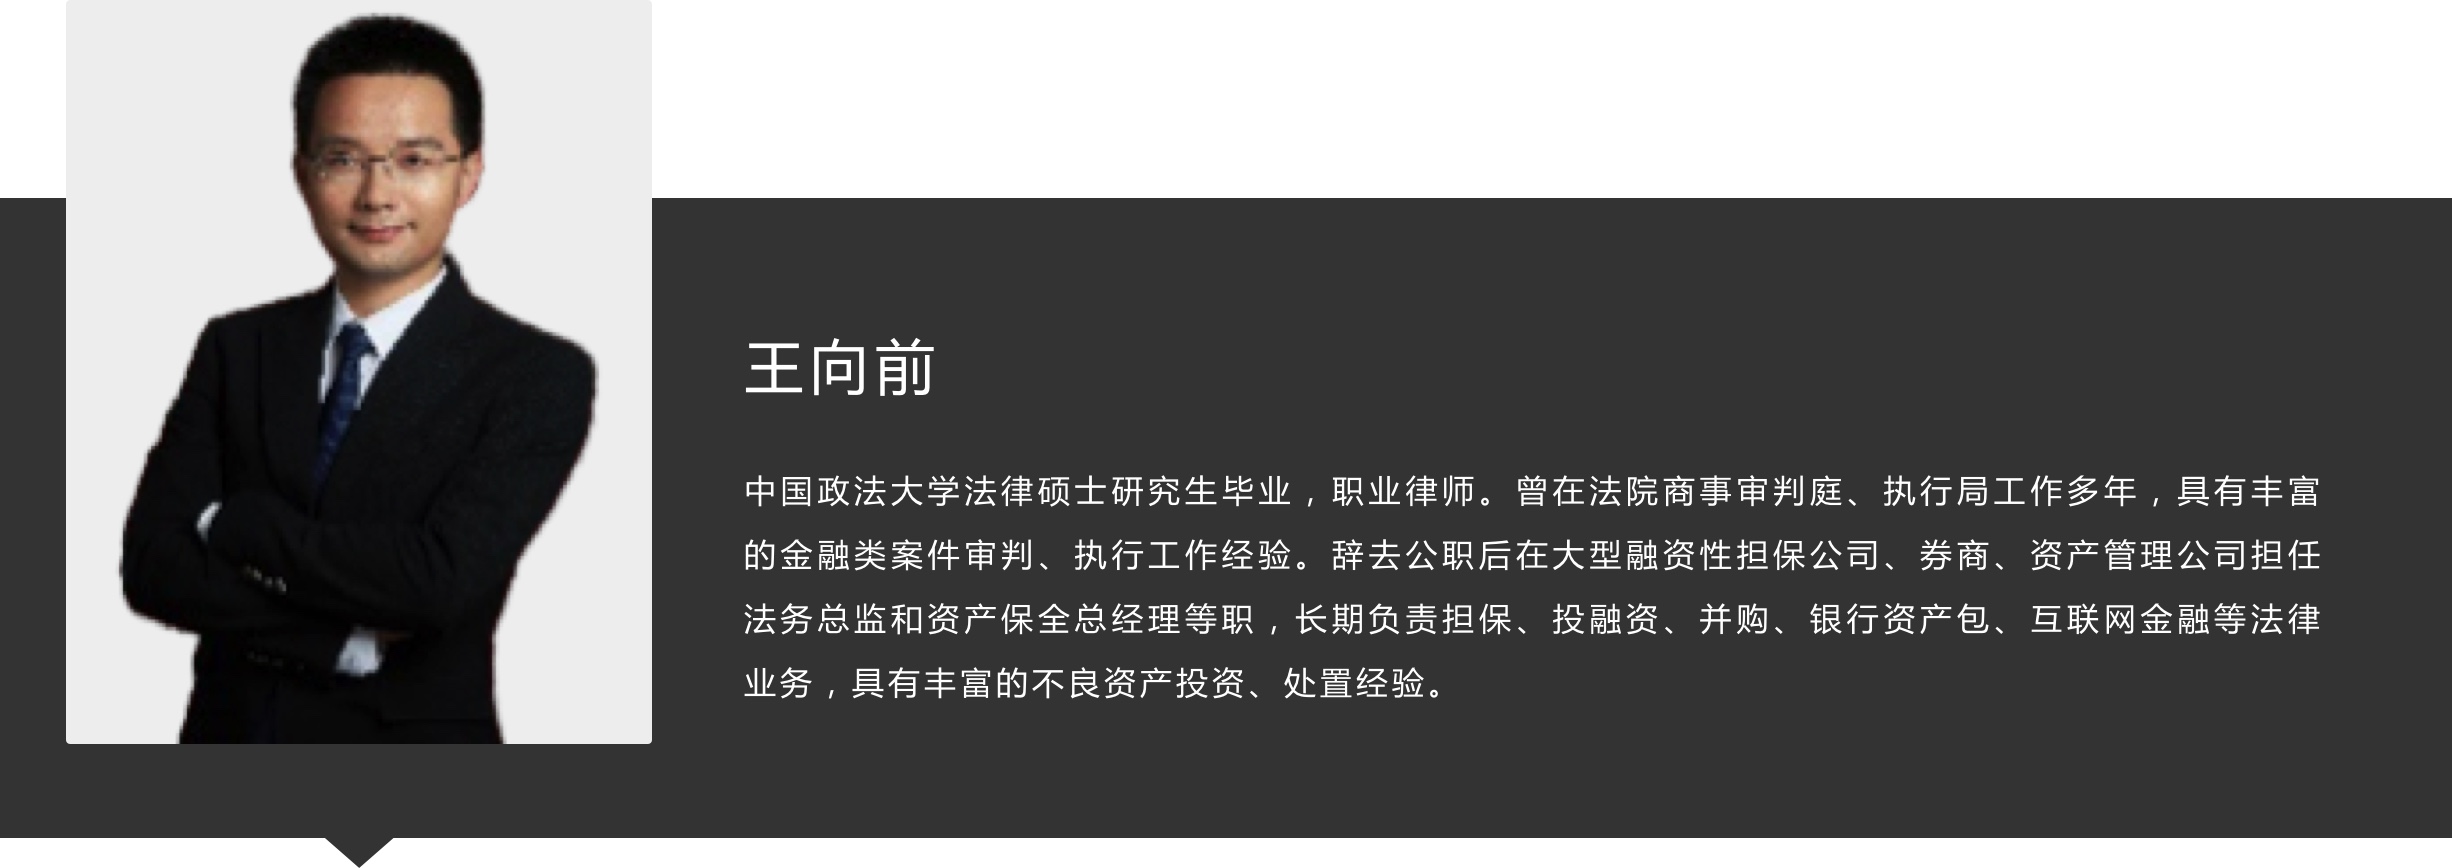 王向前
中国政法大学法律硕士研究生毕业，职业律师。曾在法院商事审判庭、执行局工作多年，具有丰富
的金融类案件审判、执行工作经验。辞去公职后在大型融资性担保公司、券商、资产管理公司担任
法务总监和资产保全总经理等职，长期负责担保、投融资、并购、银行资产包、互联网金融等法律
业务，具有丰富的不良资产投资、处置经验。